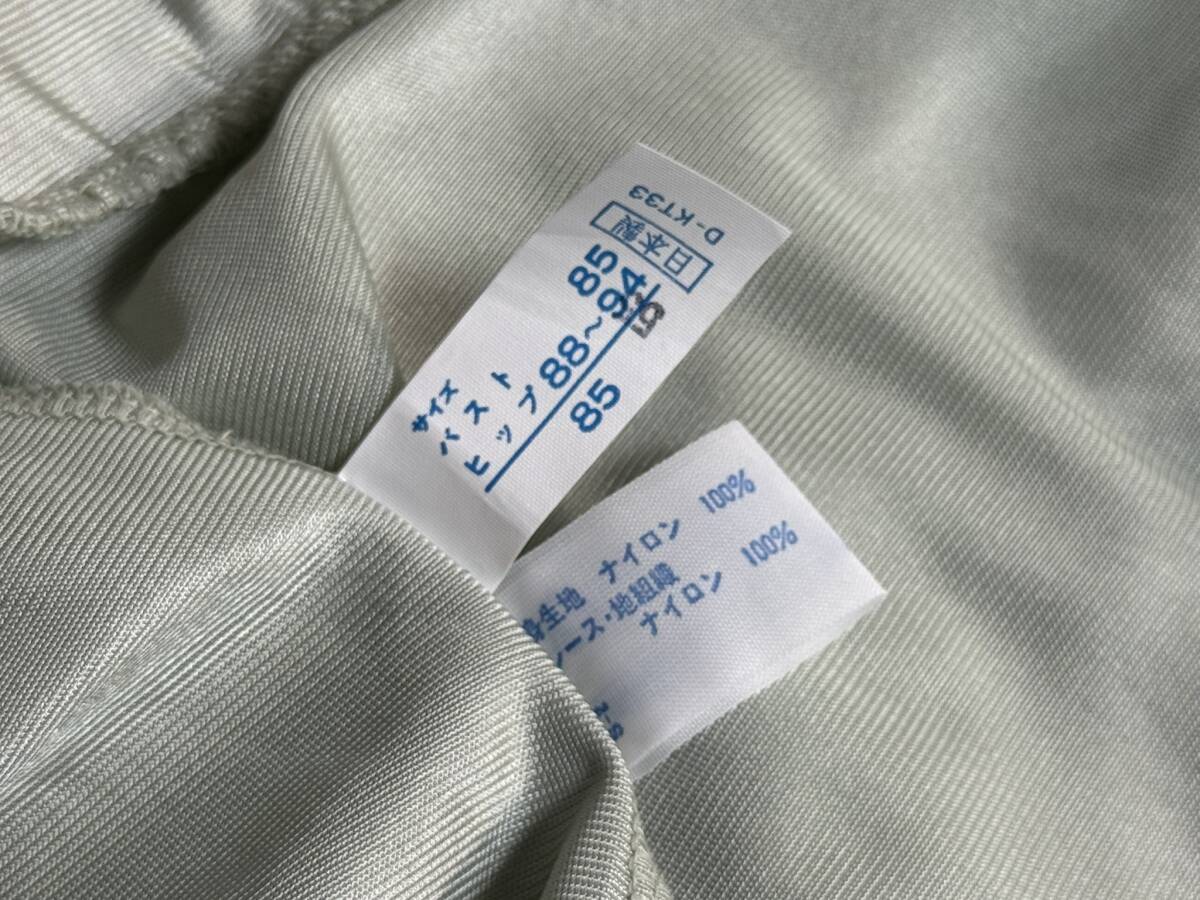 サイズ
バスト 85
ヒップ 88～94
85
日本製
D-KT33
身生地 ナイロン 100%
レース・地組織
ナイロン 100%